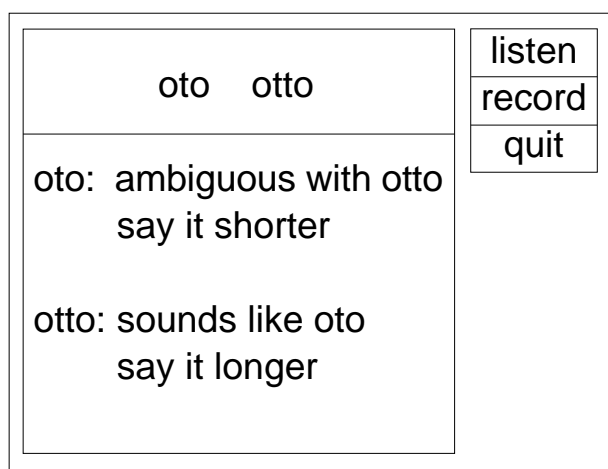 oto otto
oto: ambiguous with otto
say it shorter
otto: sounds like oto
say it longer
listen
record
quit